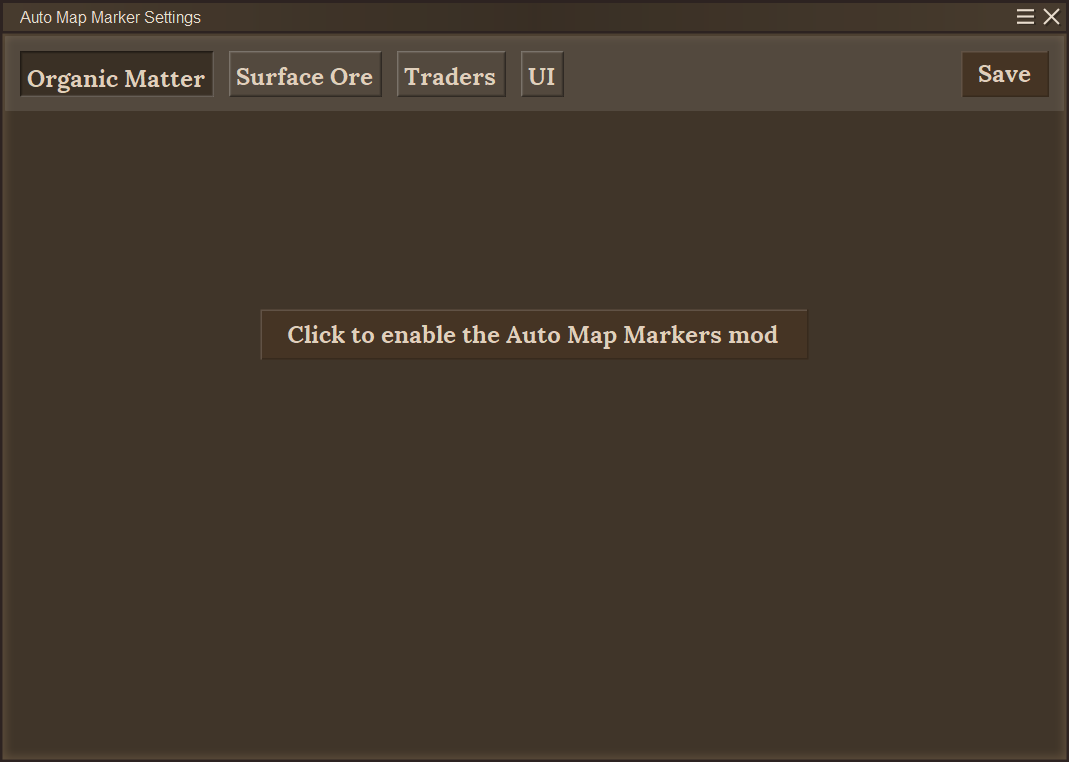 Auto Map Marker Settings
Organic Matter Surface Ore Traders UI Save
Click to enable the Auto Map Markers mod